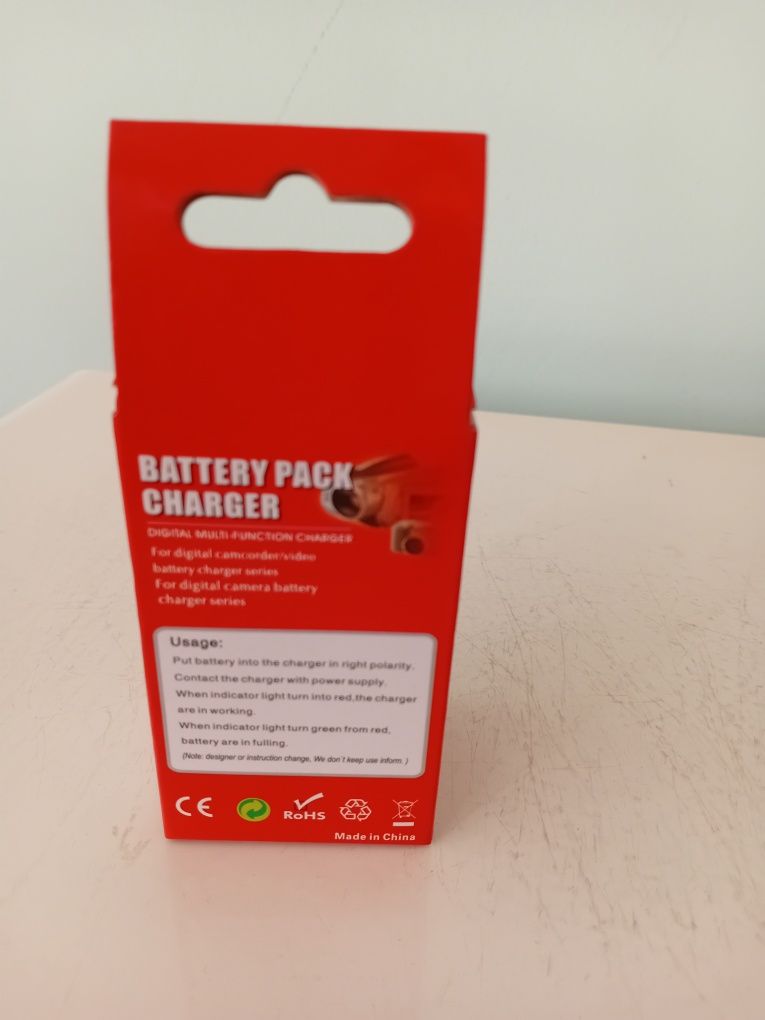 BATTERY PACK
CHARGER
DIGITAL MULTI-FUNCTION CHARGER
For digital camcorder/video
battery charger series
For digital camera battery
charger series
Usage:
Put battery into the charger in right polarity.
Contact the charger with power supply.
When indicator light turn into red,the charger
are in working.
When indicator light turn green from red,
battery are in fulling.
(Note: designer or instruction change, We don't keep use inform. )
CE RoHS
Made in China